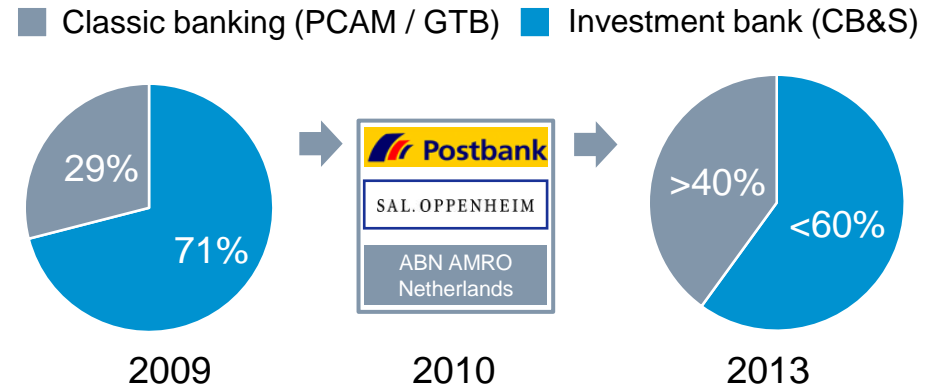 Classic banking (PCAM / GTB) Investment bank (CB&S)
29%
71%
Postbank
SAL. OPPENHEIM
ABN AMRO
Netherlands
>40%
<60%
2009 2010 2013